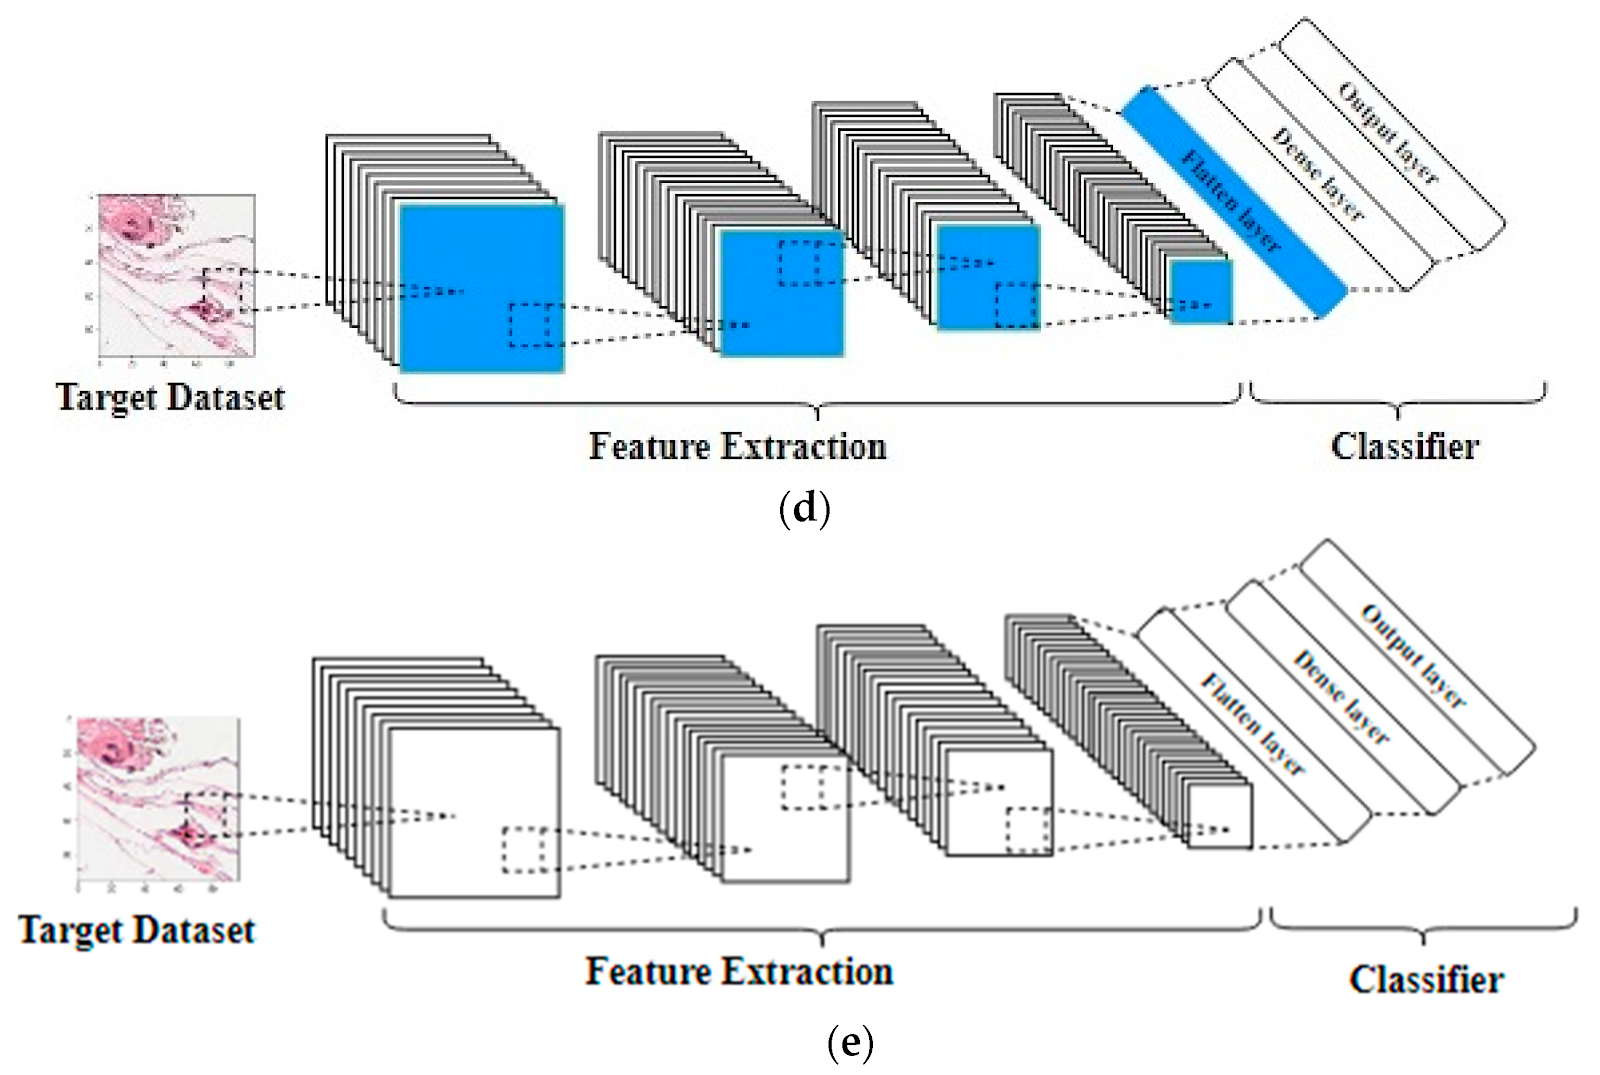 Output layer
Dense layer
Flatten layer
Target Dataset
Feature Extraction
Classifier
(d)
Output layer
Dense layer
Flatten layer
Target Dataset
Feature Extraction
Classifier
(e)